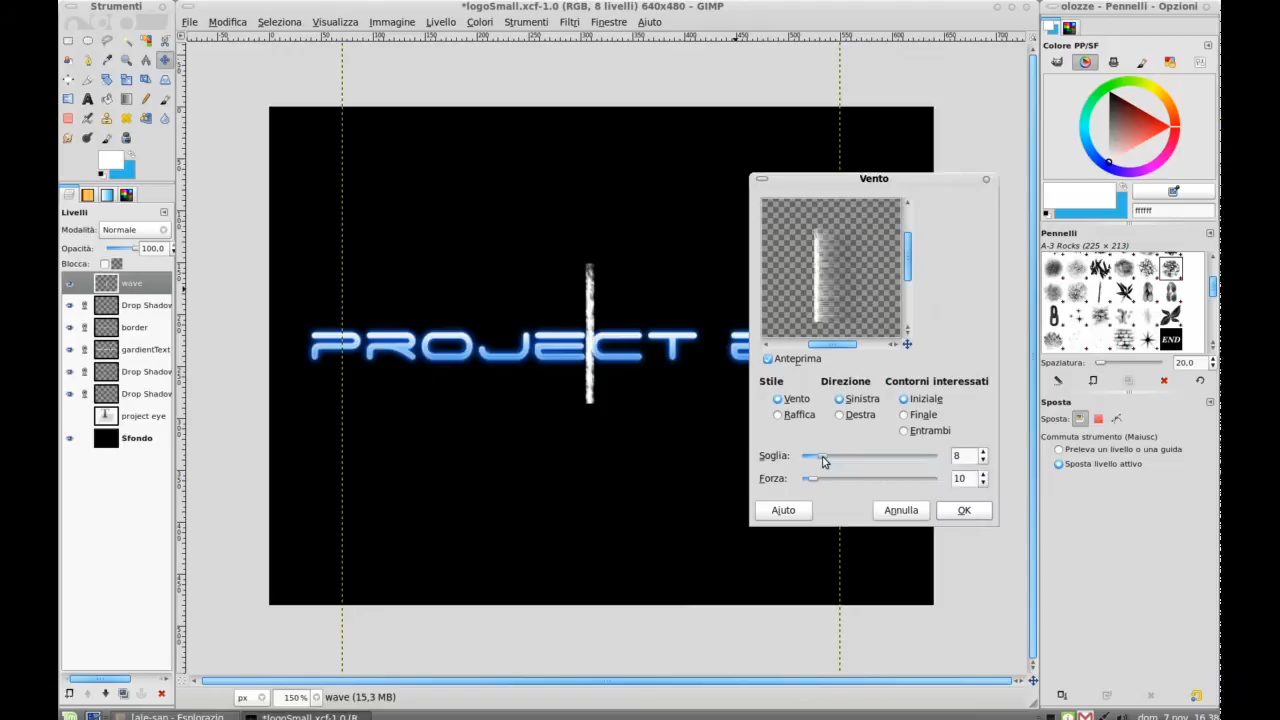 Strumenti
*logoSmall.xcf-1.0 (RGB, 8 livelli) 640x480 – GIMP
olozze - Pennelli - Opzioni
File Modifica Seleziona Visualizza Immagine Livello Colori Strumenti Filtri Finestre Aiuto
Colore PP/SF
ffffff
Livelli
Modalità: Normale
Opacità: 100,0
Blocca:
wave
Drop Shadow
border
gardientText
Drop Shadow
Drop Shadow
project eye
Sfondo
PROJECT
Vento
Anteprima
Stile Direzione Contorni interessati
Vento Sinistra Iniziale
Raffica Destra Finale
Entrambi
Soglia: 8
Forza: 10
Aiuto Annulla OK
Pennelli
A-3 Rocks (225 × 213)
END
Spaziatura: 20,0
Sposta
Sposta:
Commuta strumento (Maiusc)
Preleva un livello o una guida
Sposta livello attivo
px 150% wave (15,3 MB)
[ale-san - Esplorazio
*logoSmall.xcf-1.0 (R
dom 7 nov, 16.38